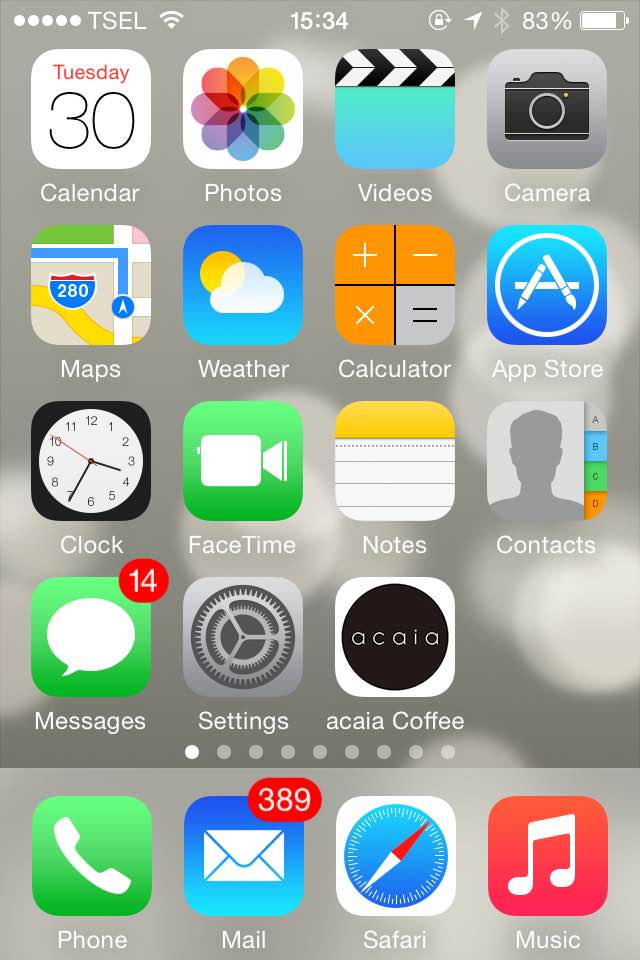 TSEL 15:34 83%
Tuesday
30
Calendar Photos Videos Camera
280
Maps Weather Calculator App Store
12
11 1
10 2
9 3
8 4
7 5
6
A
B
C
D
Clock FaceTime Notes Contacts
14
acaia
Messages Settings acaia Coffee
389
Phone Mail Safari Music